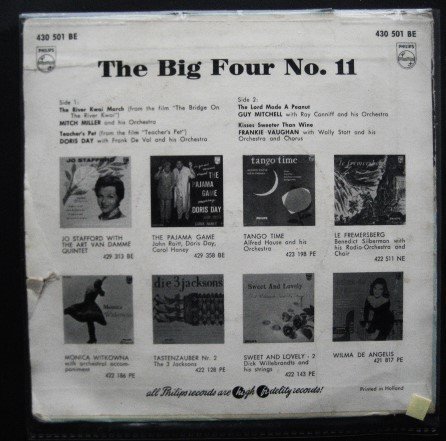 430 501 BE
430 501 BE
PHILIPS
PHILIPS
The Big Four No. 11
Side 1:
The River Kwai March (from the film "The Bridge On
The River Kwai")
MITCH MILLER and his Orchestra
Teacher's Pet (from the film "Teacher's Pet")
DORIS DAY with Frank De Vol and his Orchestra
Side 2:
The Lord Made A Peanut
GUY MITCHELL with Ray Conniff and his Orchestra
Kisses Sweeter Than Wine
FRANKIE VAUGHAN with Wally Stott and his
Orchestra and Chorus
JO STAFFORD
THE
PAJAMA
GAME
DORIS DAY
tango time
le fremersberg
JO STAFFORD WITH
THE ART VAN DAMME
QUINTET
429 313 BE
THE PAJAMA GAME
John Raitt, Doris Day,
Carol Haney
429 358 BE
TANGO TIME
Alfred Hause and his
Orchestra
423 198 PE
LE FREMERSBERG
Benedict Silberman with
his Radio-Orchestra and
Choir
422 511 NE
Monica
Witkowna
die 3 jacksons
Sweet And Lovely
MONICA WITKOWNA
with orchestral accom-
paniment
422 186 PE
TASTENZAUBER Nr. 2
The 3 Jacksons
422 128 PE
SWEET AND LOVELY - 2
Dick Willebrandts and
his strings
422 143 PE
WILMA DE ANGELIS
421 817 PE
all Philips records are high fidelity records!
Printed in Holland